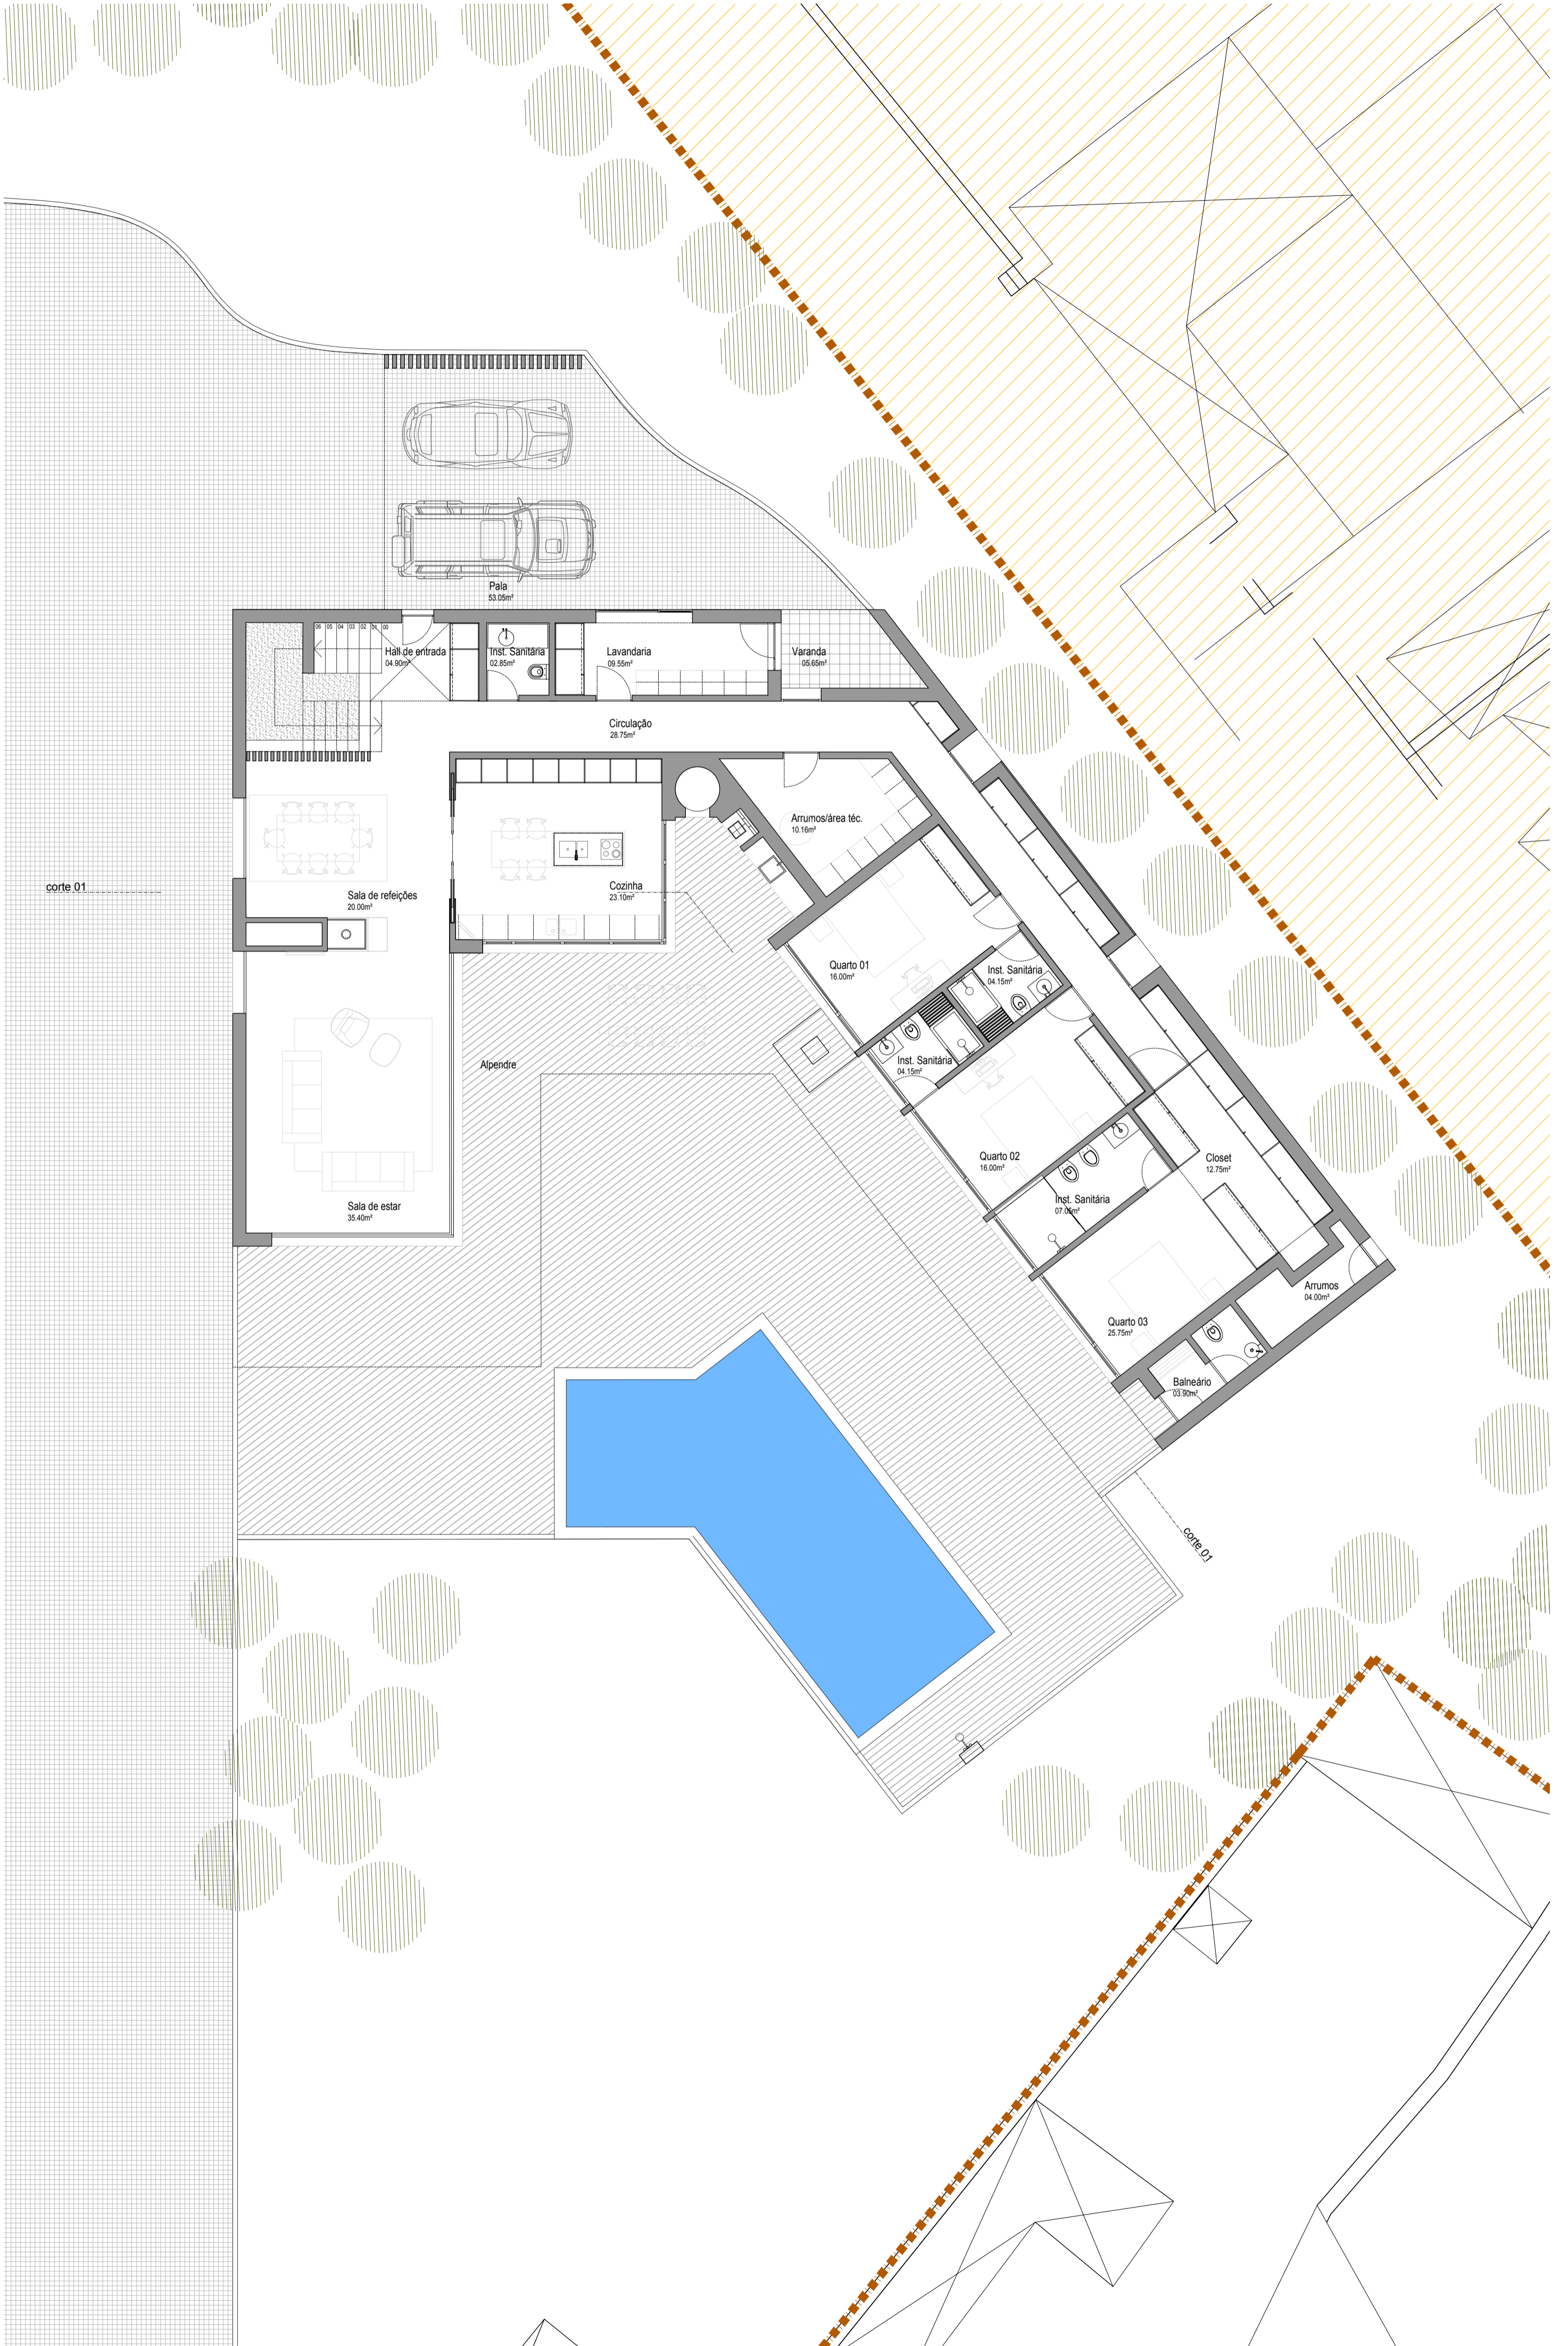 Pala
53.05m²
06 05 04 03 02 01 00
Hall de entrada
04.90m²
Inst. Sanitária
02.85m²
Lavandaria
09.55m²
Varanda
05.65m²
Circulação
28.75m²
Arrumos/área téc.
10.16m²
corte 01
Sala de refeições
20.00m²
Cozinha
23.10m²
Quarto 01
16.00m²
Inst. Sanitária
04.15m²
Inst. Sanitária
04.15m²
Alpendre
Quarto 02
16.00m²
Closet
12.75m²
Inst. Sanitária
07.05m²
Sala de estar
35.40m²
Arrumos
04.00m²
Quarto 03
25.75m²
Balneário
03.90m²
corte 01